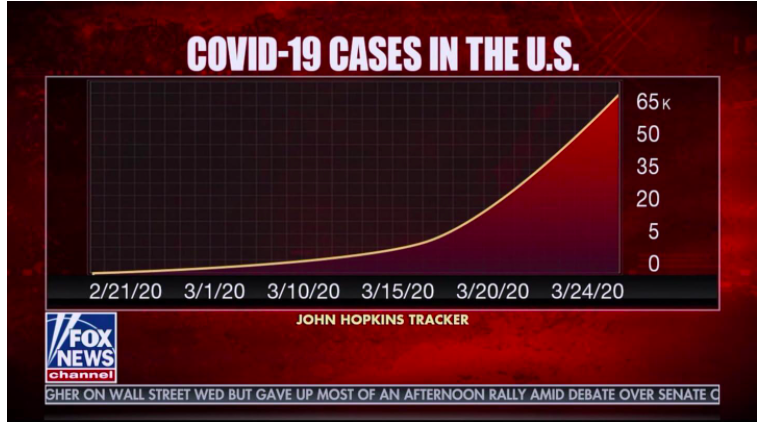 COVID-19 CASES IN THE U.S.
65K
50
35
20
5
0
2/21/20 3/1/20 3/10/20 3/15/20 3/20/20 3/24/20
JOHN HOPKINS TRACKER
FOX
NEWS
channel
GHER ON WALL STREET WED BUT GAVE UP MOST OF AN AFTERNOON RALLY AMID DEBATE OVER SENATE C